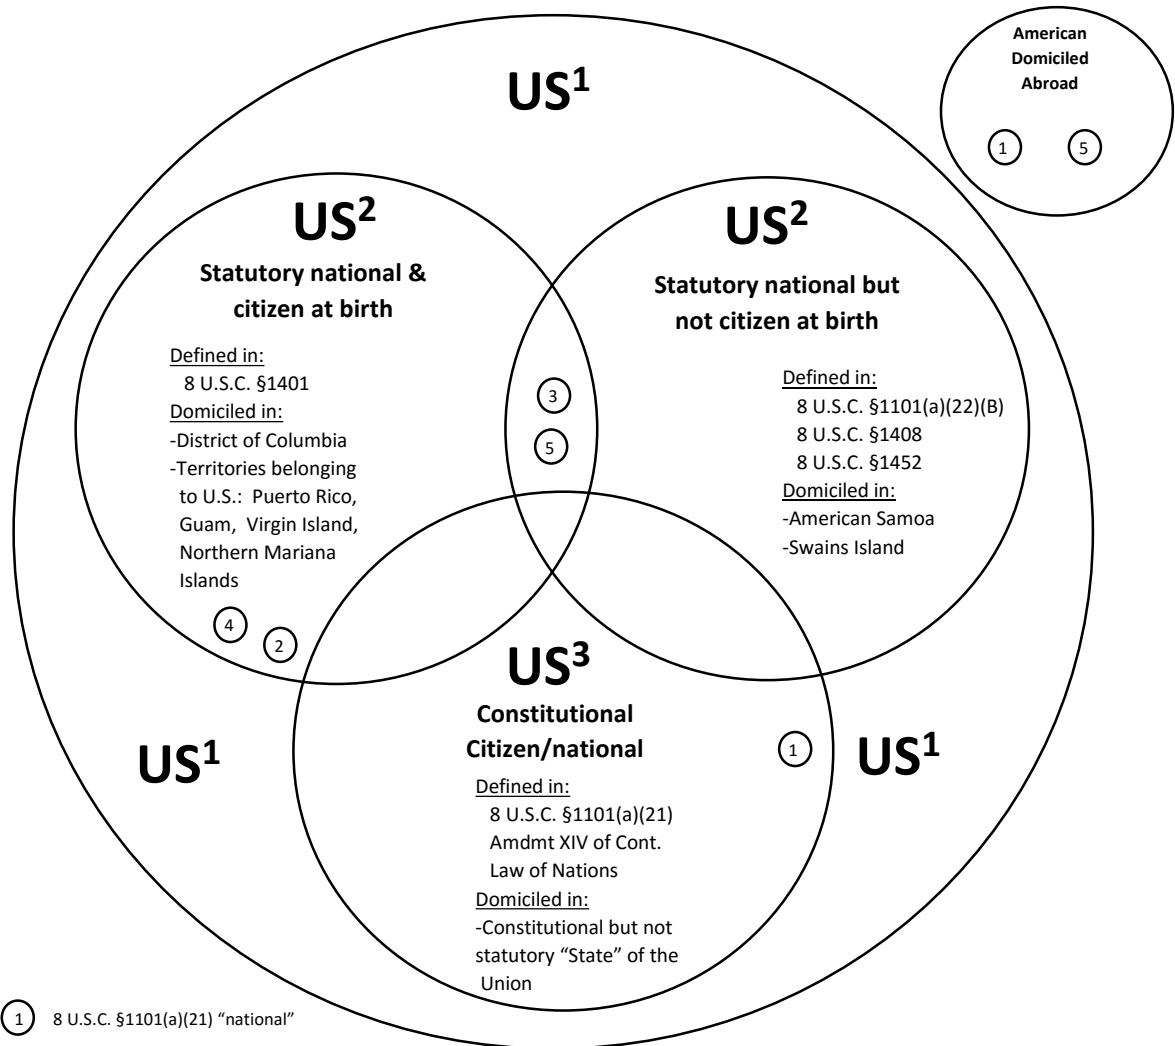 US¹
American
Domiciled
Abroad
1 5
US²
Statutory national &
citizen at birth
Defined in:
8 U.S.C. §1401
Domiciled in:
-District of Columbia
-Territories belonging
to U.S.: Puerto Rico,
Guam, Virgin Island,
Northern Mariana
Islands
4
2
3
5
US²
Statutory national but
not citizen at birth
Defined in:
8 U.S.C. §1101(a)(22)(B)
8 U.S.C. §1408
8 U.S.C. §1452
Domiciled in:
-American Samoa
-Swains Island
US³
Constitutional
Citizen/national
Defined in:
8 U.S.C. §1101(a)(21)
Amdmt XIV of Cont.
Law of Nations
Domiciled in:
-Constitutional but not
statutory “State” of the
Union
1
US¹
US¹
1 8 U.S.C. §1101(a)(21) “national”